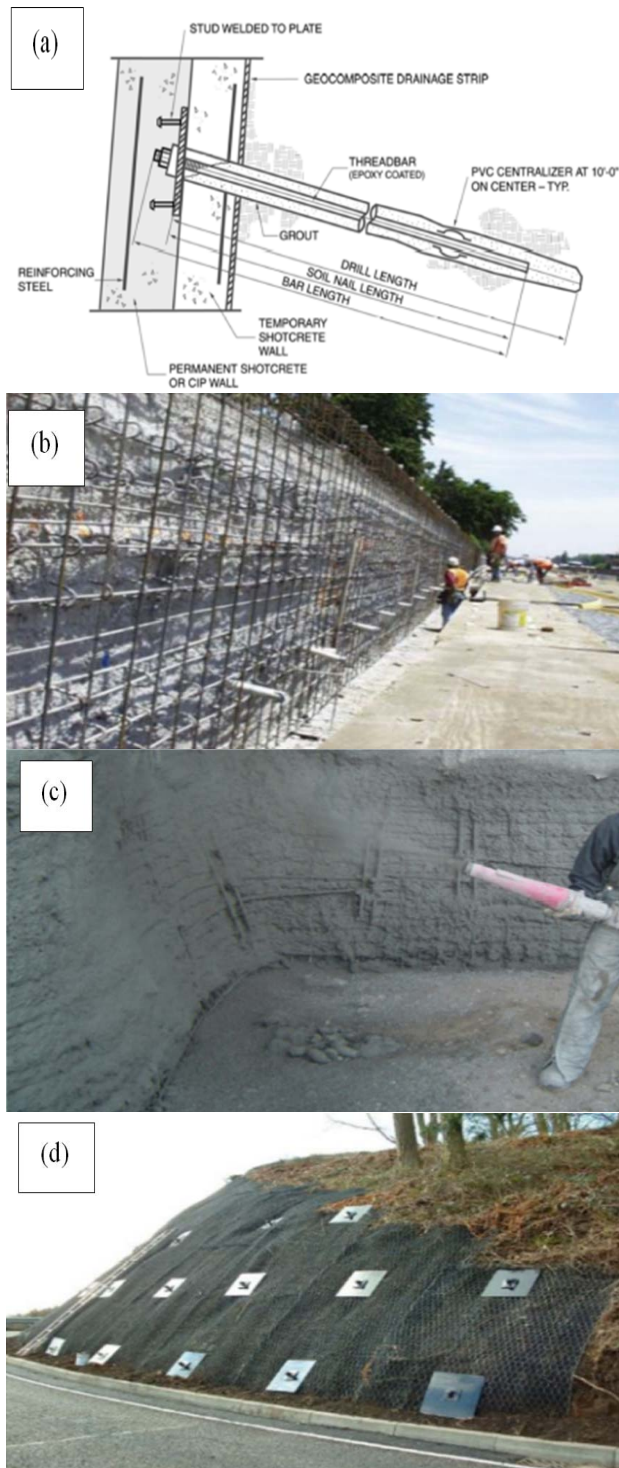 (a)
STUD WELDED TO PLATE
GEOCOMPOSITE DRAINAGE STRIP
THREADBAR
(EPOXY COATED)
PVC CENTRALIZER AT 10'-0"
ON CENTER – TYP.
GROUT
DRILL LENGTH
SOIL NAIL LENGTH
BAR LENGTH
REINFORCING
STEEL
TEMPORARY
SHOTCRETE
WALL
PERMANENT SHOTCRETE
OR CIP WALL
(b)
(c)
(d)